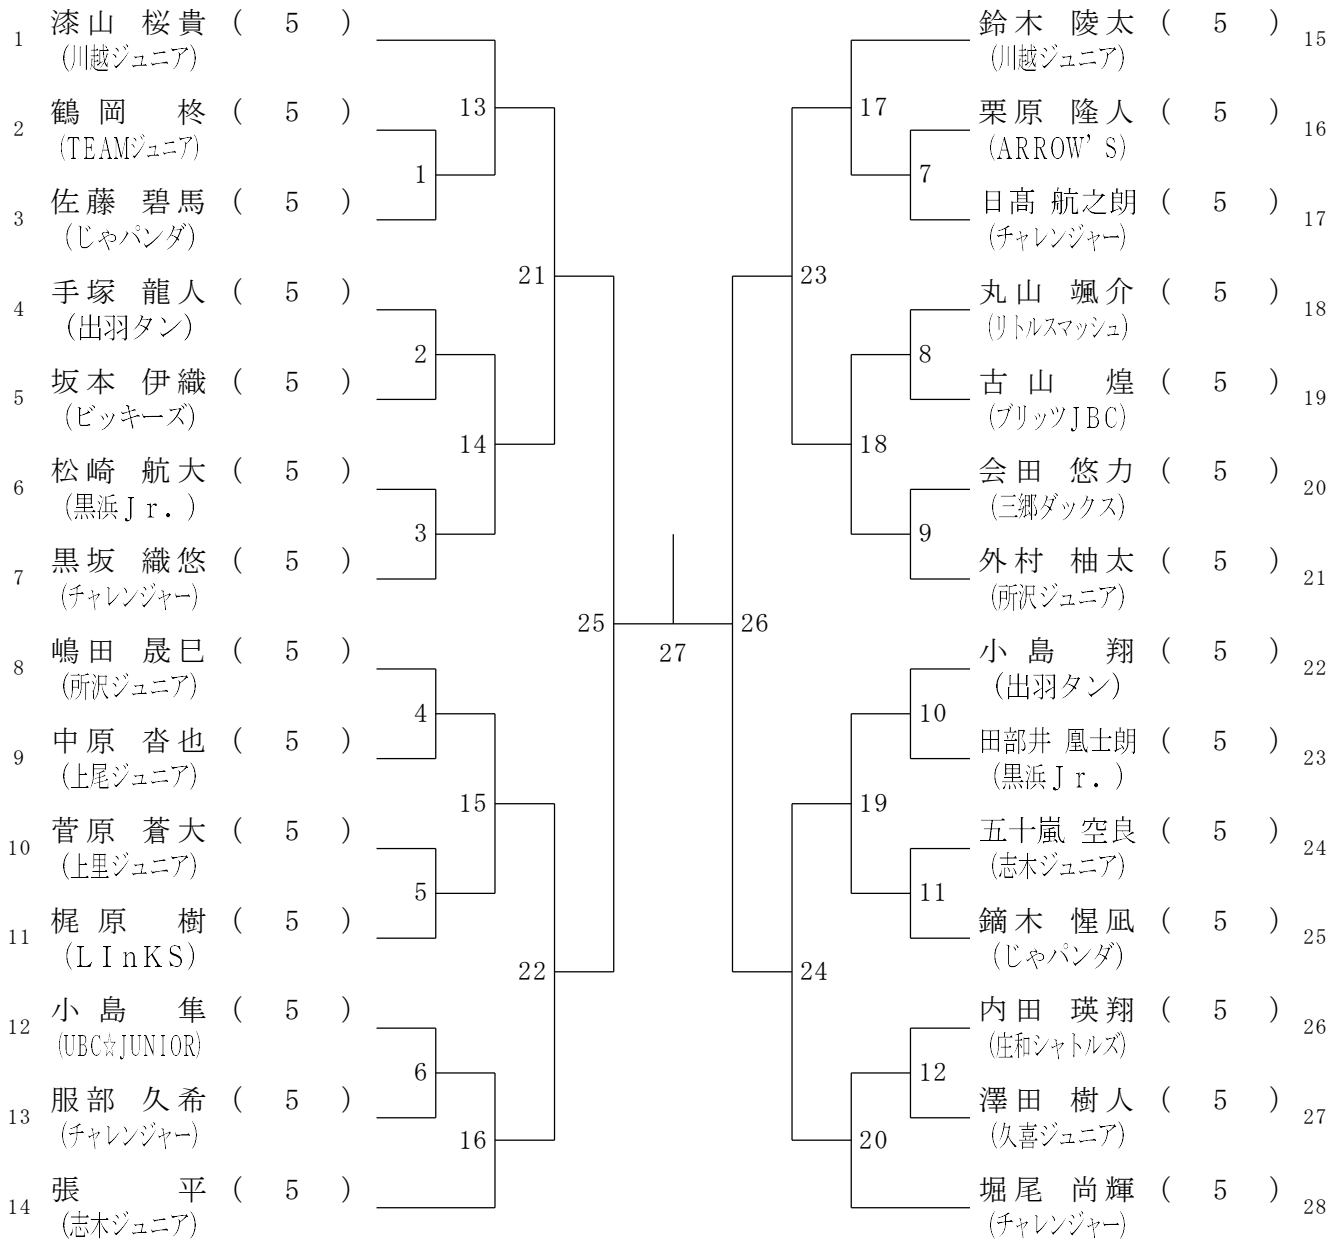 1 漆山 桜貴 ( 5 )
(川越ジュニア)
2 鶴岡 柊 ( 5 )
(TEAMジュニア)
3 佐藤 碧馬 ( 5 )
(じゃパンダ)
4 手塚 龍人 ( 5 )
(出羽タン)
5 坂本 伊織 ( 5 )
(ビッキーズ)
6 松崎 航大 ( 5 )
(黒浜Jr.)
7 黒坂 織悠 ( 5 )
(チャレンジャー)
8 嶋田 晟巳 ( 5 )
(所沢ジュニア)
9 中原 沓也 ( 5 )
(上尾ジュニア)
10 菅原 蒼大 ( 5 )
(上里ジュニア)
11 梶原 樹 ( 5 )
(LInKS)
12 小島 隼 ( 5 )
(UBC☆JUNIOR)
13 服部 久希 ( 5 )
(チャレンジャー)
14 張 平 ( 5 )
(志木ジュニア)
13
1
21
2
14
3
25
4
15
5
22
6
16
27
17
7
23
8
18
9
26
10
19
11
24
12
20
鈴木 陵太 ( 5 ) 15
(川越ジュニア)
栗原 隆人 ( 5 ) 16
(ARROW'S)
日髙 航之朗 ( 5 ) 17
(チャレンジャー)
丸山 颯介 ( 5 ) 18
(リトルスマッシュ)
古山 煌 ( 5 ) 19
(ブリッツJBC)
会田 悠力 ( 5 ) 20
(三郷ダックス)
外村 柚太 ( 5 ) 21
(所沢ジュニア)
小島 翔 ( 5 ) 22
(出羽タン)
田部井 凰士朗 ( 5 ) 23
(黒浜Jr.)
五十嵐 空良 ( 5 ) 24
(志木ジュニア)
鏑木 惺凪 ( 5 ) 25
(じゃパンダ)
内田 瑛翔 ( 5 ) 26
(庄和シャトルズ)
澤田 樹人 ( 5 ) 27
(久喜ジュニア)
堀尾 尚輝 ( 5 ) 28
(チャレンジャー)